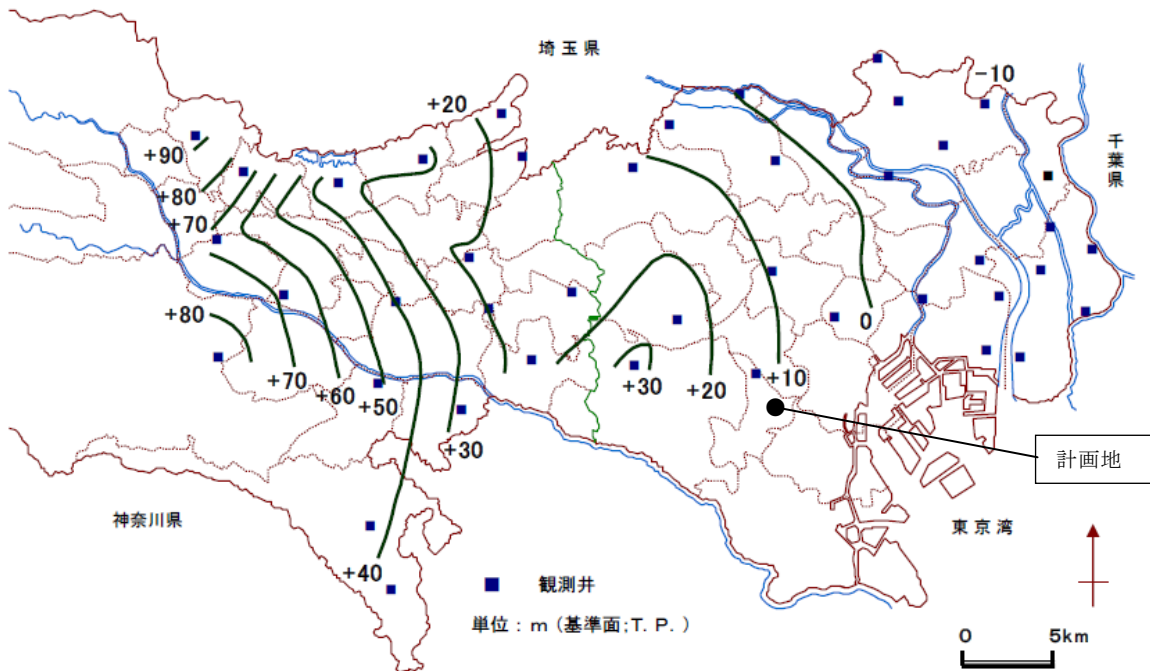 埼玉県
-10
+20
千葉県
+90
+80
+70
+80
0
+70
+60
+50
+30
+20
+10
+30
計画地
神奈川県
東京湾
+40
観測井
単位：m（基準面;T. P. ）
0 5km